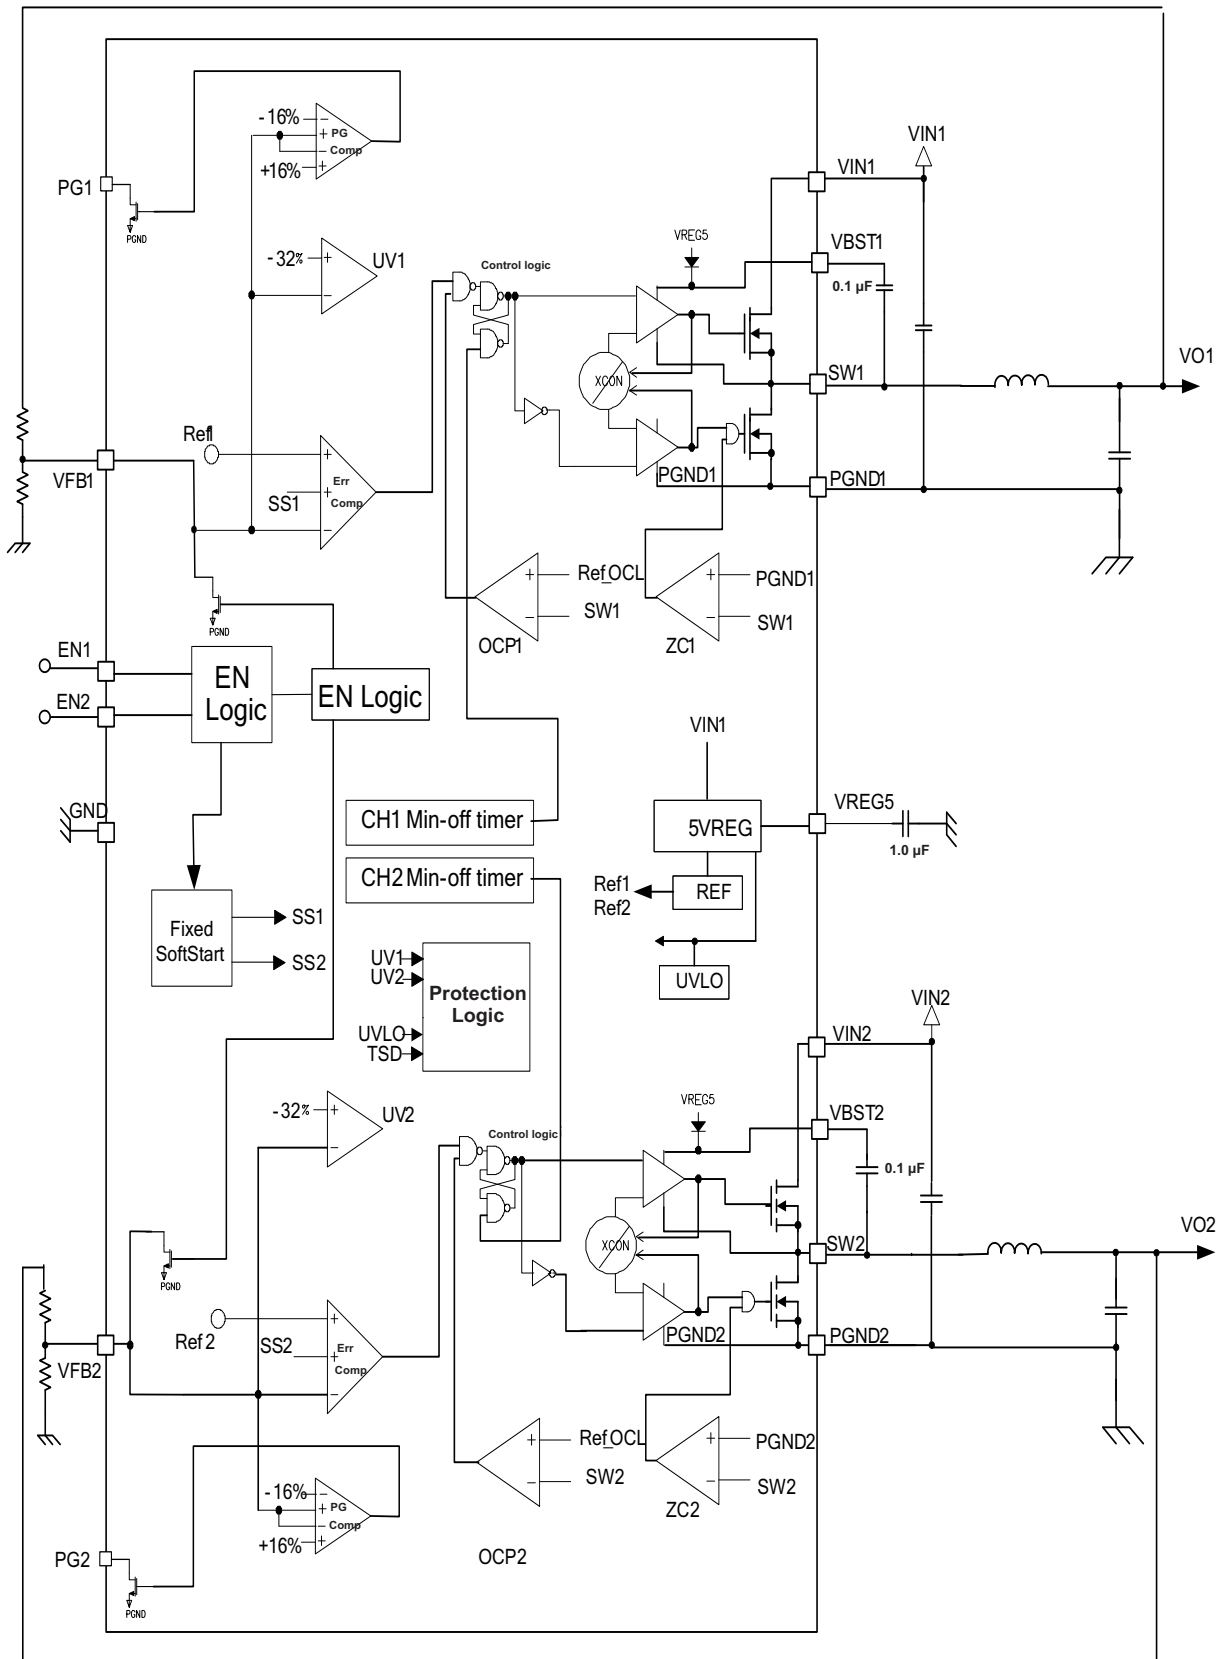 -16%
PG
Comp
+16%
PG1
PGND
VIN1
VIN1
VBST1
VREG5
-32%
UV1
Control logic
0.1 µF
XCON
SW1
VO1
Ref1
VFB1
SS1
Err
Comp
PGND1
PGND1
Ref_OCL
SW1
PGND1
SW1
OCP1
ZC1
PGND
EN1
EN2
EN
Logic
EN Logic
VIN1
GND
CH1 Min-off timer
5VREG
VREG5
1.0 µF
CH2 Min-off timer
REF
Ref1
Ref2
Fixed
SoftStart
SS1
SS2
UV1
UV2
Protection
Logic
UVLO
TSD
UVLO
VIN2
VIN2
-32%
UV2
VREG5
VBST2
Control logic
0.1 µF
XCON
SW2
VO2
PGND
Ref2
SS2
Err
Comp
PGND2
PGND2
VFB2
Ref_OCL
SW2
PGND2
SW2
ZC2
OCP2
-16%
PG
Comp
+16%
PG2
PGND